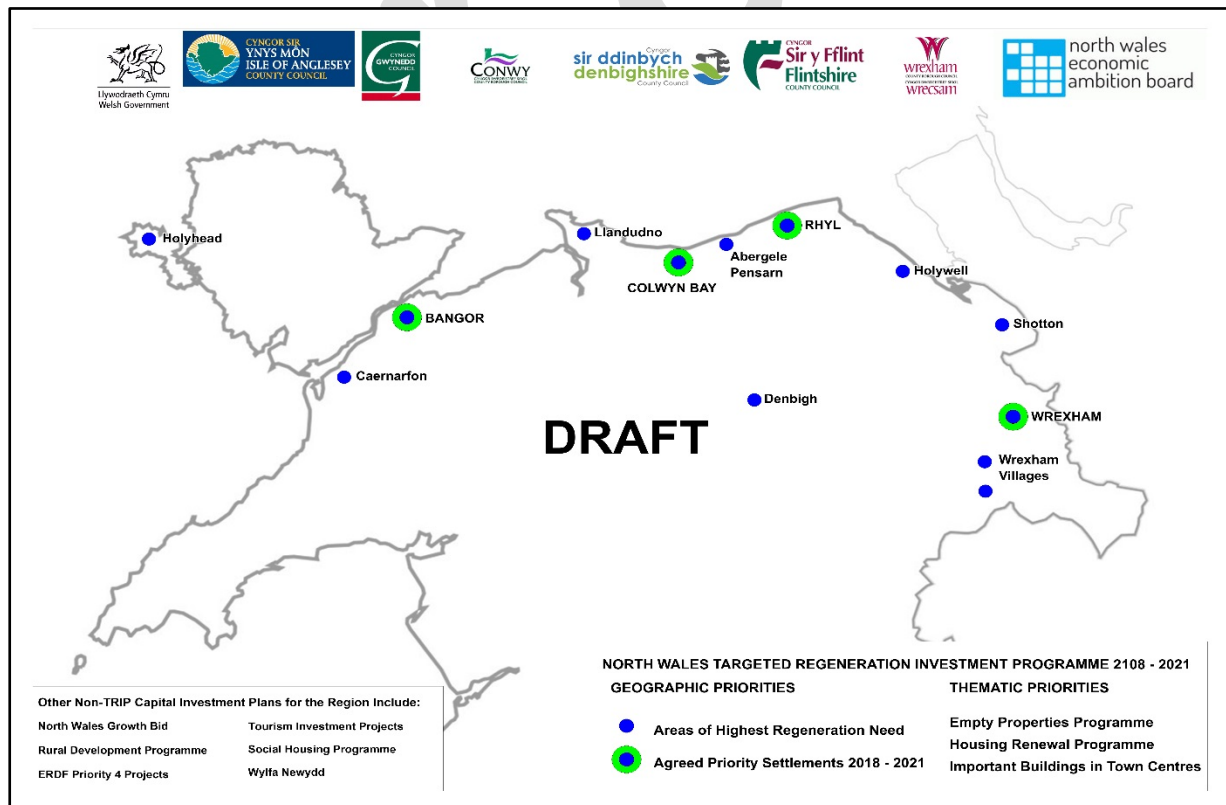 Llywodraeth Cymru
Welsh Government
CYNGOR SIR
YNYS MÔN
ISLE OF ANGLESEY
COUNTY COUNCIL
CYNGOR
GWYNEDD
COUNCIL
CONWY
Cyngor
sir ddinbych
denbighshire
County Council
CYNGOR
Sir y Fflint
Flintshire
COUNTY COUNCIL
wrexham
COUNTY BOROUGH COUNCIL
wrecsam
north wales
economic
ambition board
Holyhead
Llandudno
RHYL
Abergele
Pensarn
COLWYN BAY
Holywell
BANGOR
Shotton
Caernarfon
Denbigh
WREXHAM
DRAFT
Wrexham
Villages
Other Non-TRIP Capital Investment Plans for the Region Include:
North Wales Growth Bid
Rural Development Programme
ERDF Priority 4 Projects
Tourism Investment Projects
Social Housing Programme
Wylfa Newydd
NORTH WALES TARGETED REGENERATION INVESTMENT PROGRAMME 2108 - 2021
GEOGRAPHIC PRIORITIES
Areas of Highest Regeneration Need
Agreed Priority Settlements 2018 - 2021
THEMATIC PRIORITIES
Empty Properties Programme
Housing Renewal Programme
Important Buildings in Town Centres